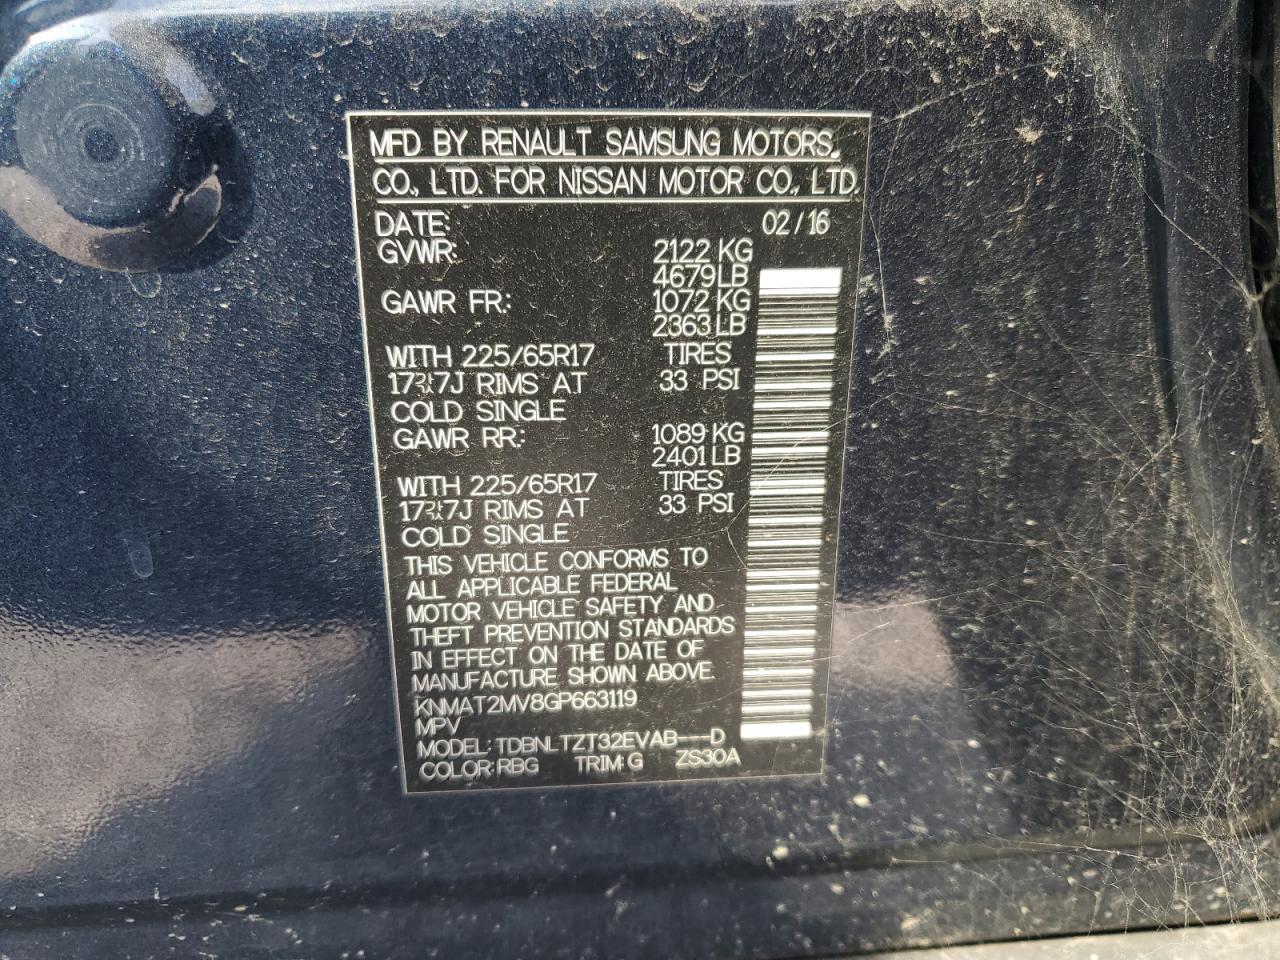 MFD BY RENAULT SAMSUNG MOTORS,
CO., LTD. FOR NISSAN MOTOR CO., LTD.
DATE: 02/16
GVWR: 2122 KG
4679LB
GAWR FR: 1072 KG
2363LB
WITH 225/65R17 TIRES
17X7J RIMS AT 33 PSI
COLD SINGLE
GAWR RR: 1089 KG
2401LB
WITH 225/65R17 TIRES
17X7J RIMS AT 33 PSI
COLD SINGLE
THIS VEHICLE CONFORMS TO
ALL APPLICABLE FEDERAL
MOTOR VEHICLE SAFETY AND
THEFT PREVENTION STANDARDS
IN EFFECT ON THE DATE OF
MANUFACTURE SHOWN ABOVE.
KNMAT2MV8GP663119
MPV
MODEL: TDBNLTZT32EVAB---D
COLOR: RBG TRIM: G ZS30A